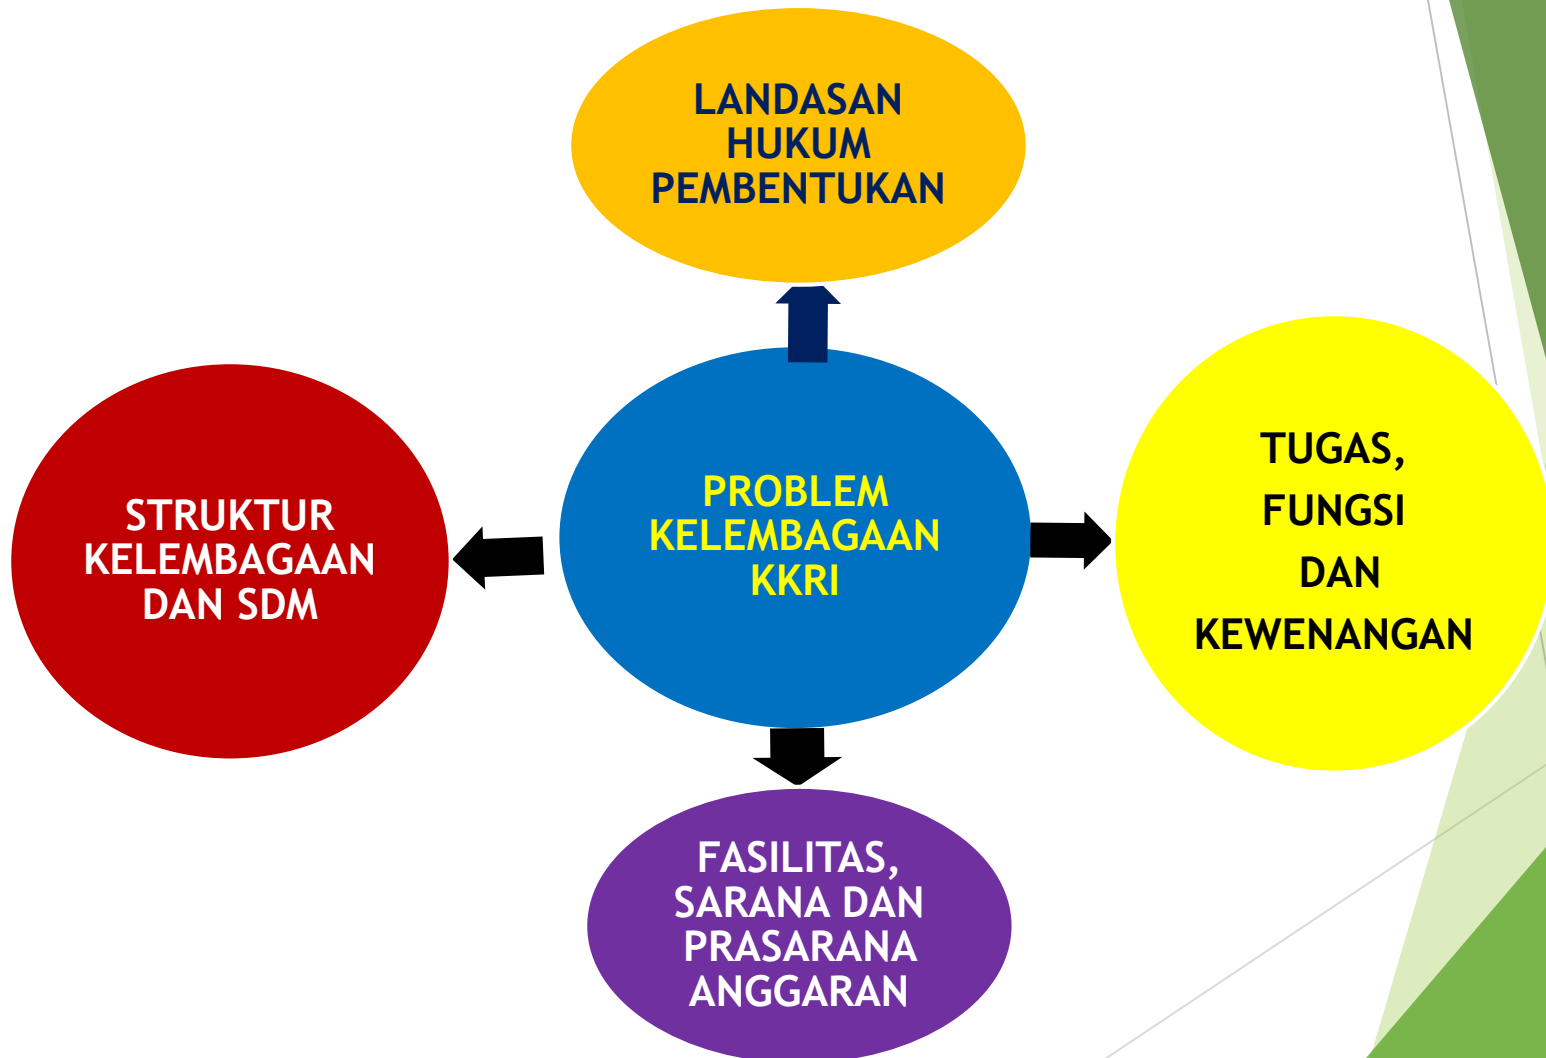 LANDASAN
HUKUM
PEMBENTUKAN
STRUKTUR
KELEMBAGAAN
DAN SDM
PROBLEM
KELEMBAGAAN
KKRI
TUGAS,
FUNGSI
DAN
KEWENANGAN
FASILITAS,
SARANA DAN
PRASARANA
ANGGARAN